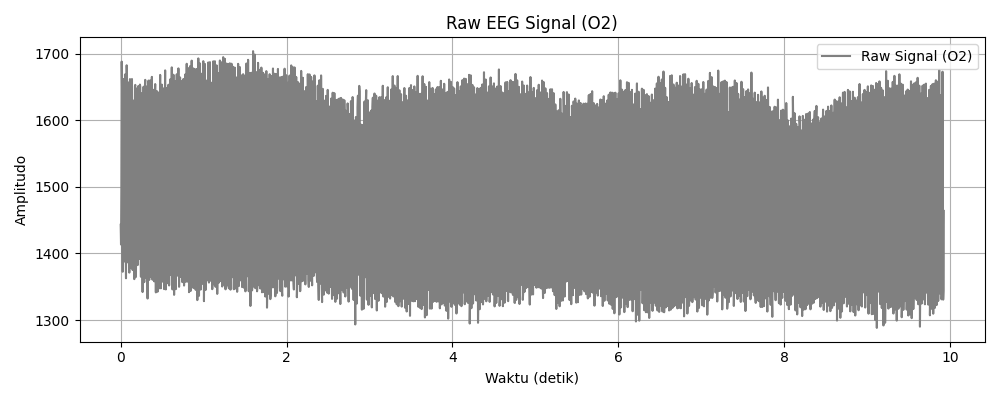 Raw EEG Signal (O2)
Raw Signal (O2)
1700
1600
1500
1400
1300
Amplitudo
0
2
4
6
8
10
Waktu (detik)